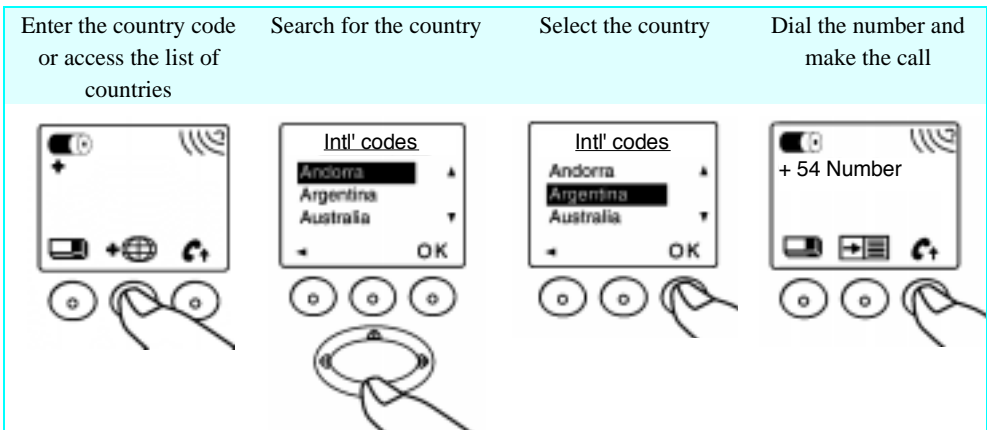 Enter the country code
or access the list of
countries
Search for the country
Select the country
Dial the number and
make the call
+
+
Intl' codes
Andorra
Argentina
Australia
OK
Intl' codes
Andorra
Argentina
Australia
OK
+ 54 Number